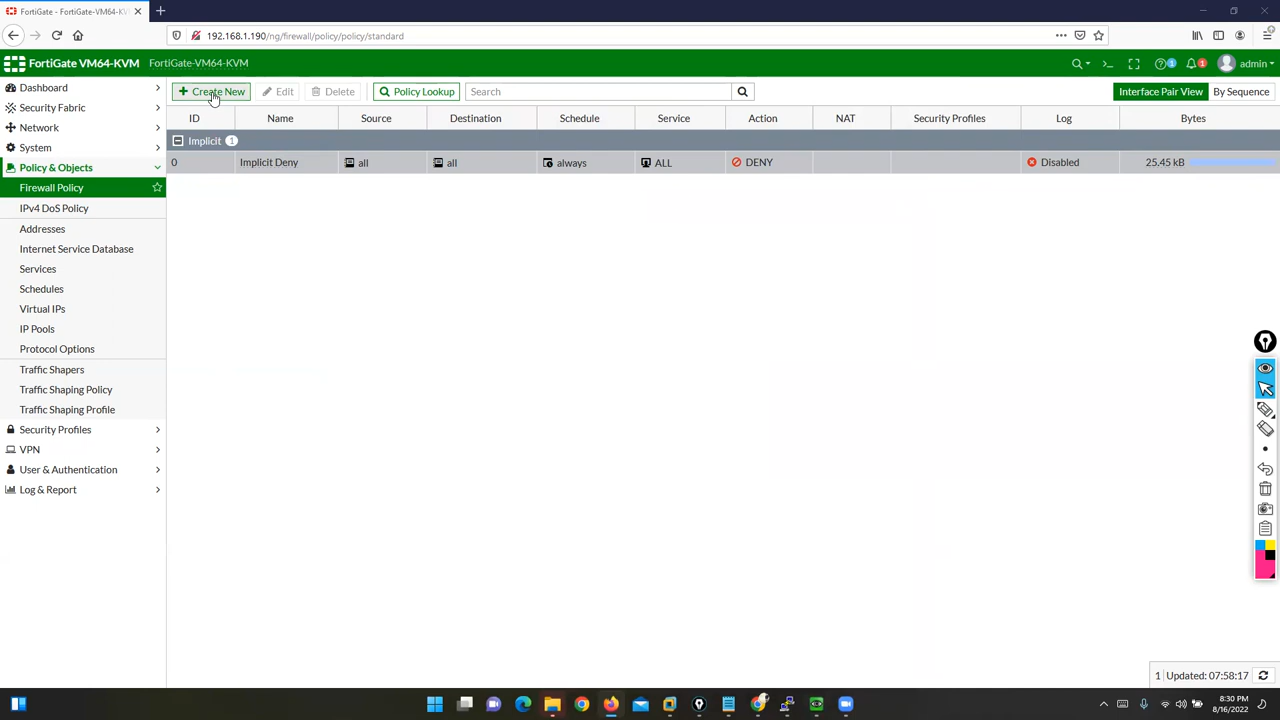 FortiGate - FortiGate-VM64-KV
192.168.1.190/ng/firewall/policy/policy/standard
FortiGate VM64-KVM FortiGate-VM64-KVM 1 1 admin
Dashboard
Security Fabric
Network
System
Policy & Objects
Firewall Policy
IPv4 DoS Policy
Addresses
Internet Service Database
Services
Schedules
Virtual IPs
IP Pools
Protocol Options
Traffic Shapers
Traffic Shaping Policy
Traffic Shaping Profile
Security Profiles
VPN
User & Authentication
Log & Report
+ Create New Edit Delete Policy Lookup Search Interface Pair View By Sequence
ID Name Source Destination Schedule Service Action NAT Security Profiles Log Bytes
Implicit 1
0 Implicit Deny all all always ALL DENY Disabled 25.45 kB
1 Updated: 07:58:17
8:30 PM
8/16/2022